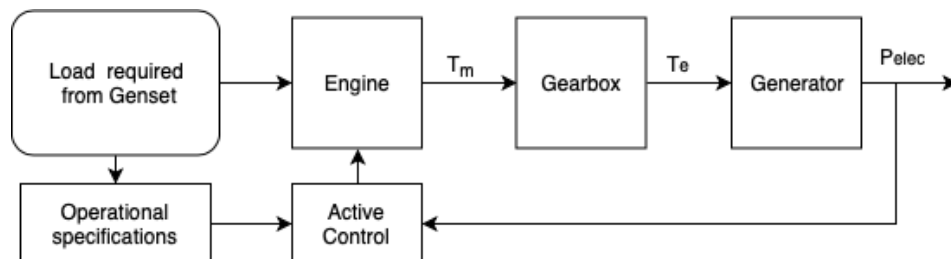 Load required
from Genset
Engine
Tm
Gearbox
Te
Generator
Pelec
Operational
specifications
Active
Control